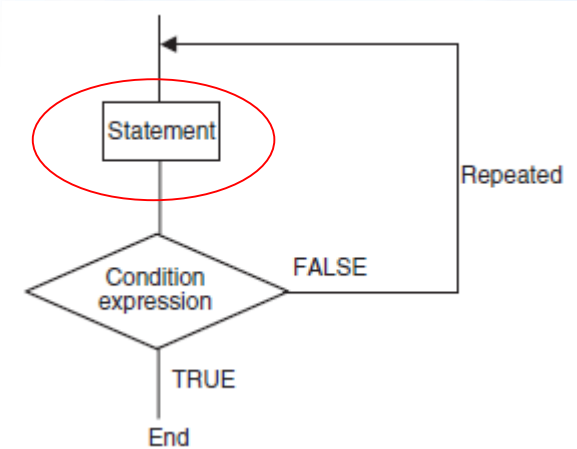 Statement
Repeated
Condition
expression
FALSE
TRUE
End